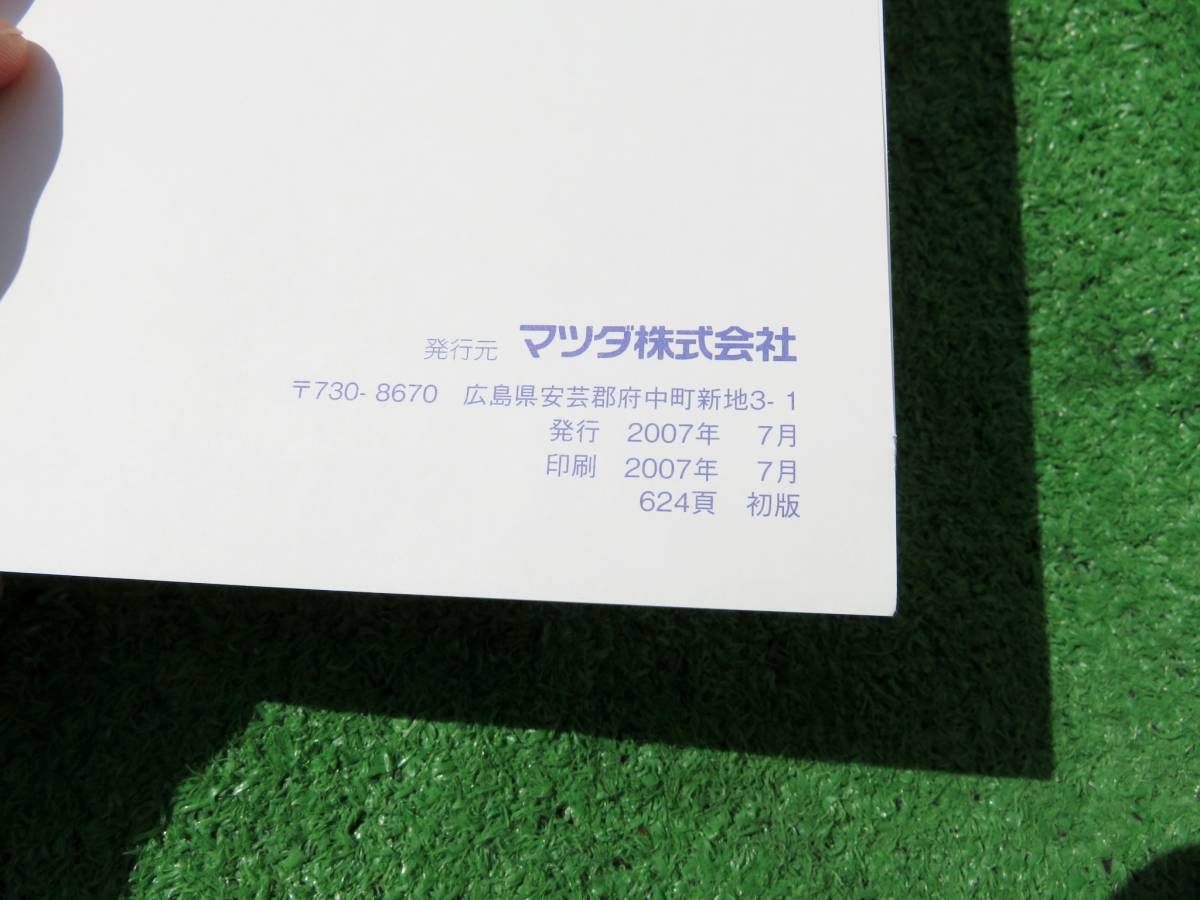 発行元 マツダ株式会社
〒730-8670 広島県安芸郡府中町新地3-1
発行 2007年 7月
印刷 2007年 7月
624頁 初版